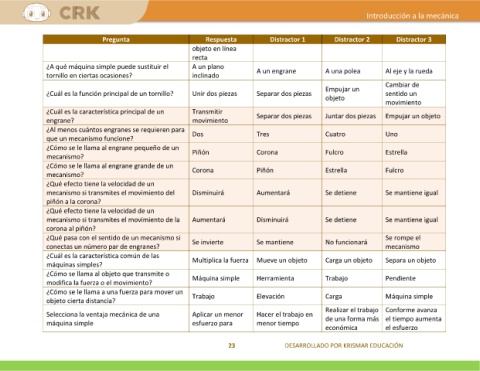 CRK
Introducción a la mecánica
Pregunta Respuesta Distractor 1 Distractor 2 Distractor 3
objeto en línea
recta
¿A qué máquina simple puede sustituir el
tornillo en ciertas ocasiones?
A un plano
inclinado
A un engrane
A una polea
Al eje y la rueda
¿Cuál es la función principal de un tornillo?
Unir dos piezas
Separar dos piezas
Empujar un
objeto
Cambiar de
sentido un
movimiento
¿Cuál es la característica principal de un
engrane?
Transmitir
movimiento
Separar dos piezas
Juntar dos piezas
Empujar un objeto
¿Al menos cuántos engranes se requieren para
que un mecanismo funcione?
Dos
Tres
Cuatro
Uno
¿Cómo se le llama al engrane pequeño de un
mecanismo?
Piñón
Corona
Fulcro
Estrella
¿Cómo se le llama al engrane grande de un
mecanismo?
Corona
Piñón
Estrella
Fulcro
¿Qué efecto tiene la velocidad de un
mecanismo si transmites el movimiento del
piñón a la corona?
Disminuirá
Aumentará
Se detiene
Se mantiene igual
¿Qué efecto tiene la velocidad de un
mecanismo si transmites el movimiento de la
corona al piñón?
Aumentará
Disminuirá
Se detiene
Se mantiene igual
¿Qué pasa con el sentido de un mecanismo si
conectas un número par de engranes?
Se invierte
Se mantiene
No funcionará
Se rompe el
mecanismo
¿Cuál es la característica común de las
máquinas simples?
Multiplica la fuerza
Mueve un objeto
Carga un objeto
Separa un objeto
¿Cómo se llama al objeto que transmite o
modifica la fuerza o el movimiento?
Máquina simple
Herramienta
Trabajo
Pendiente
¿Cómo se le llama a una fuerza para mover un
objeto cierta distancia?
Trabajo
Elevación
Carga
Máquina simple
Selecciona la ventaja mecánica de una
máquina simple
Aplicar un menor
esfuerzo para
Hacer el trabajo en
menor tiempo
Realizar el trabajo
de una forma más
económica
Conforme avanza
el tiempo aumenta
el esfuerzo
23 DESARROLLADO POR KRISMAR EDUCACIÓN